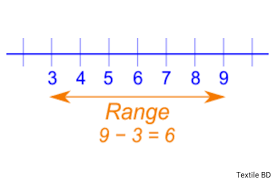 3 4 5 6 7 8 9
Range
9 − 3 = 6
Textile BD